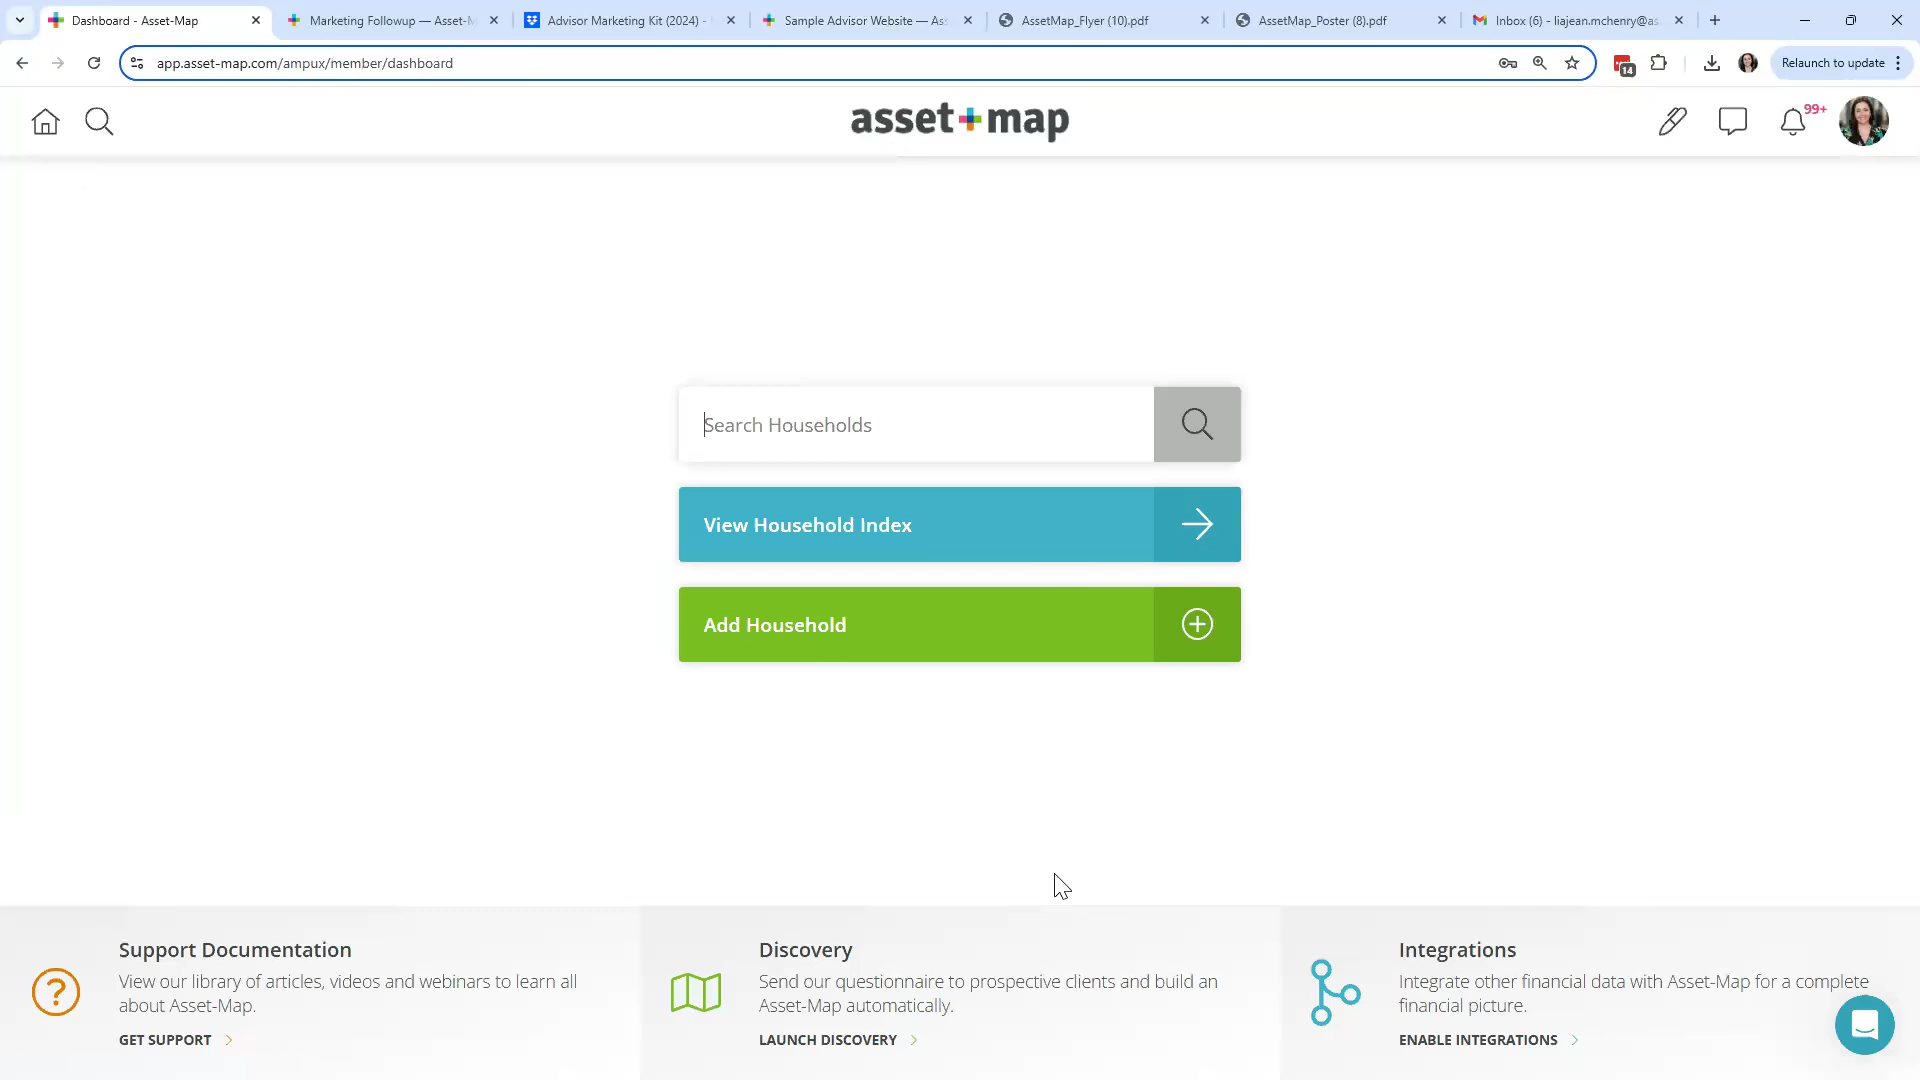 Dashboard - Asset-Map
Marketing Followup — Asset-M
Advisor Marketing Kit (2024) -
Sample Advisor Website — As
AssetMap_Flyer (10).pdf
AssetMap_Poster (8).pdf
Inbox (6) - liajean.mchenry@as
app.asset-map.com/ampux/member/dashboard
14
Relaunch to update
asset+map
99+
Search Households
View Household Index
Add Household
Support Documentation
View our library of articles, videos and webinars to learn all
about Asset-Map.
GET SUPPORT
Discovery
Send our questionnaire to prospective clients and build an
Asset-Map automatically.
LAUNCH DISCOVERY
Integrations
Integrate other financial data with Asset-Map for a complete
financial picture.
ENABLE INTEGRATIONS